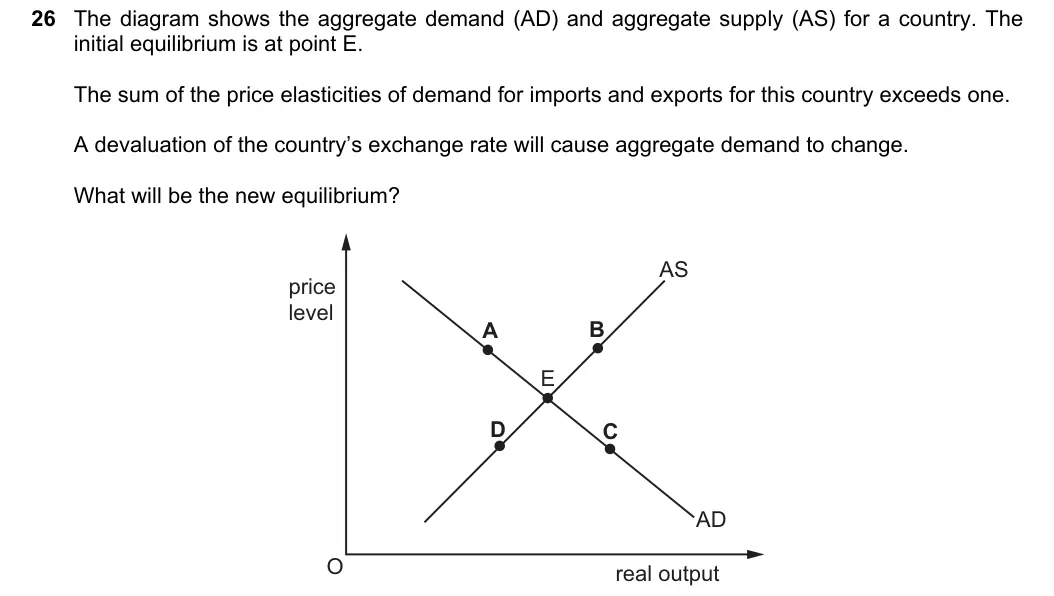 26 The diagram shows the aggregate demand (AD) and aggregate supply (AS) for a country. The
initial equilibrium is at point E.
The sum of the price elasticities of demand for imports and exports for this country exceeds one.
A devaluation of the country's exchange rate will cause aggregate demand to change.
What will be the new equilibrium?
AS
price
level
A
B
E
D
C
AD
O
real output